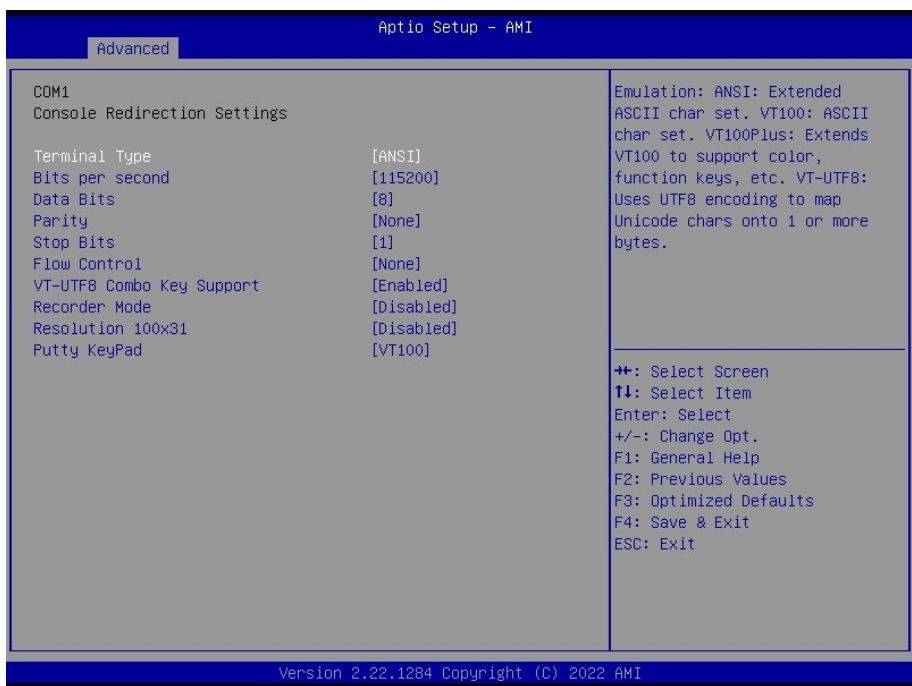 Aptio Setup – AMI
Advanced
COM1
Console Redirection Settings
Terminal Type [ANSI]
Bits per second [115200]
Data Bits [8]
Parity [None]
Stop Bits [1]
Flow Control [None]
VT-UTF8 Combo Key Support [Enabled]
Recorder Mode [Disabled]
Resolution 100x31 [Disabled]
Putty KeyPad [VT100]
Emulation: ANSI: Extended
ASCII char set. VT100: ASCII
char set. VT100Plus: Extends
VT100 to support color,
function keys, etc. VT-UTF8:
Uses UTF8 encoding to map
Unicode chars onto 1 or more
bytes.
→←: Select Screen
↑↓: Select Item
Enter: Select
+/-: Change Opt.
F1: General Help
F2: Previous Values
F3: Optimized Defaults
F4: Save & Exit
ESC: Exit
Version 2.22.1284 Copyright (C) 2022 AMI